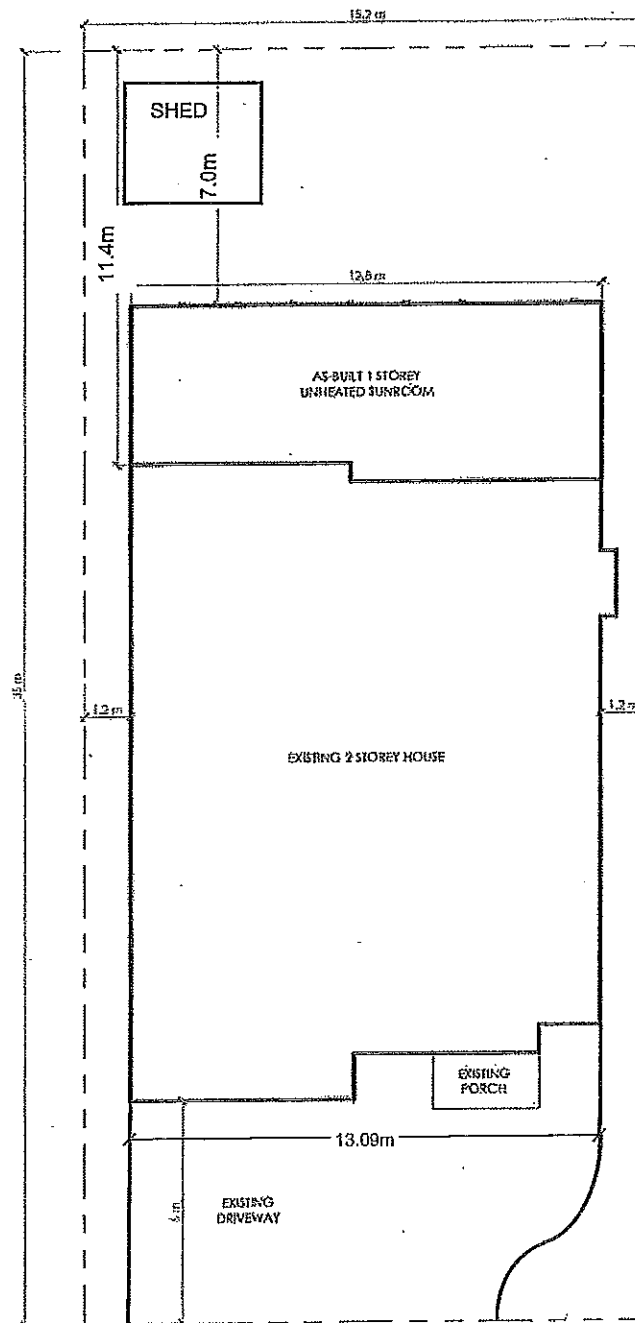 15.2 m
SHED
7.0m
11.4m
12.8 m
AS-BUILT 1 STOREY
UNHEATED SUNROOM
35 m
1.2 m
1.2 m
EXISTING 2 STOREY HOUSE
EXISTING
PORCH
13.09m
EXISTING
DRIVEWAY